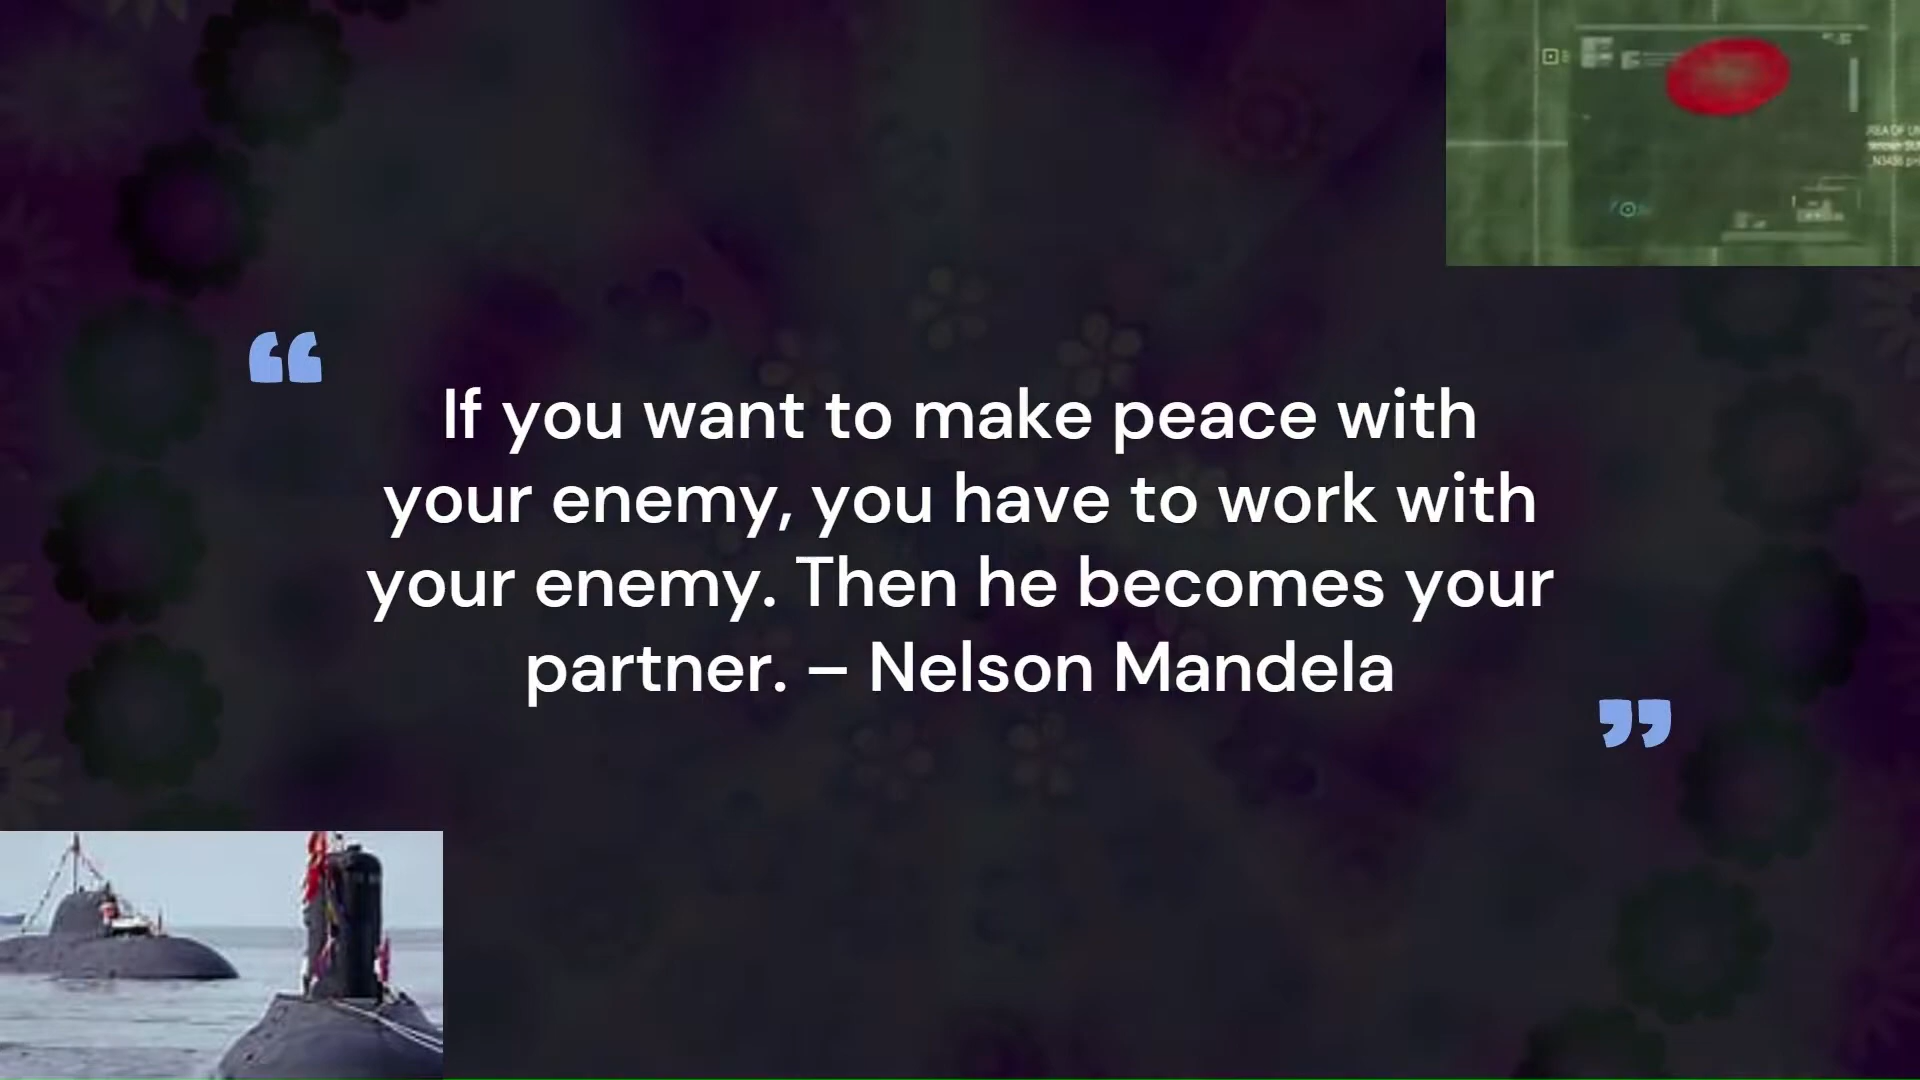 “
If you want to make peace with
your enemy, you have to work with
your enemy. Then he becomes your
partner. – Nelson Mandela
”